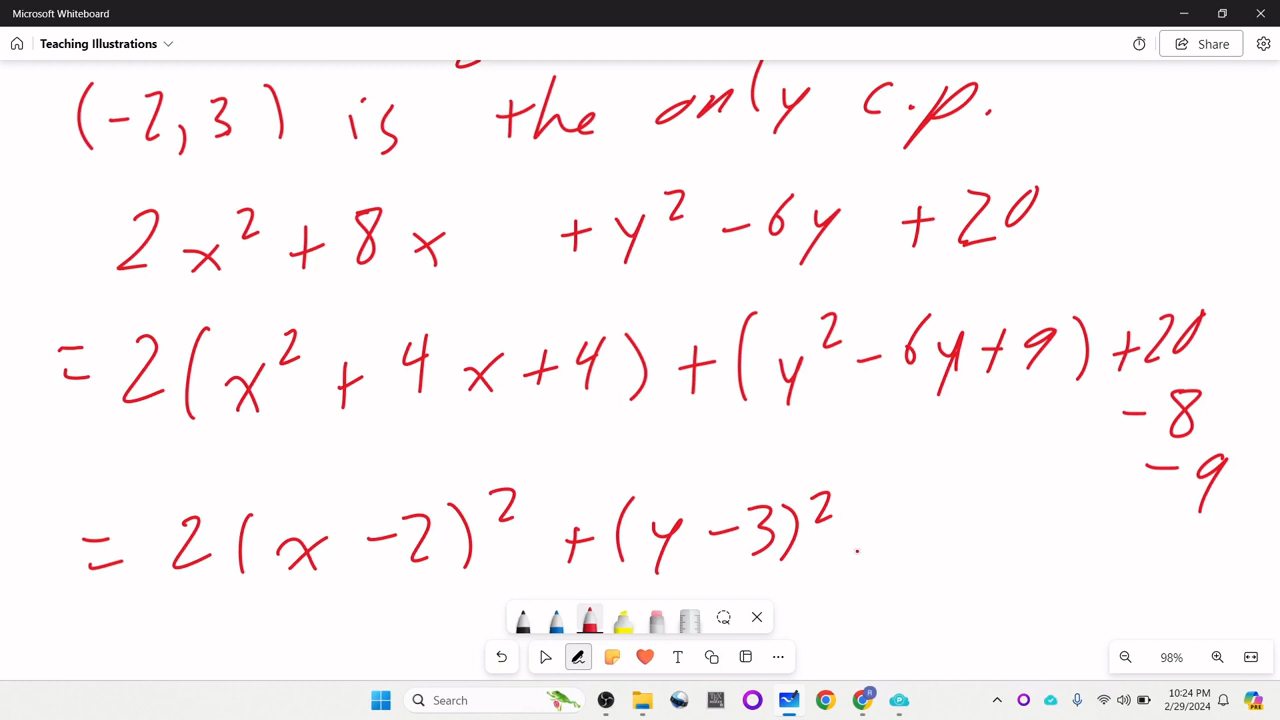 Microsoft Whiteboard
Teaching Illustrations
Share
(-2, 3) is the only c.p.
2x² + 8x + y² - 6y + 20
= 2(x² + 4x + 4) + (y² - 6y + 9) + 20
- 8
- 9
= 2(x - 2)² + (y - 3)²
98%
Search
10:24 PM
2/29/2024